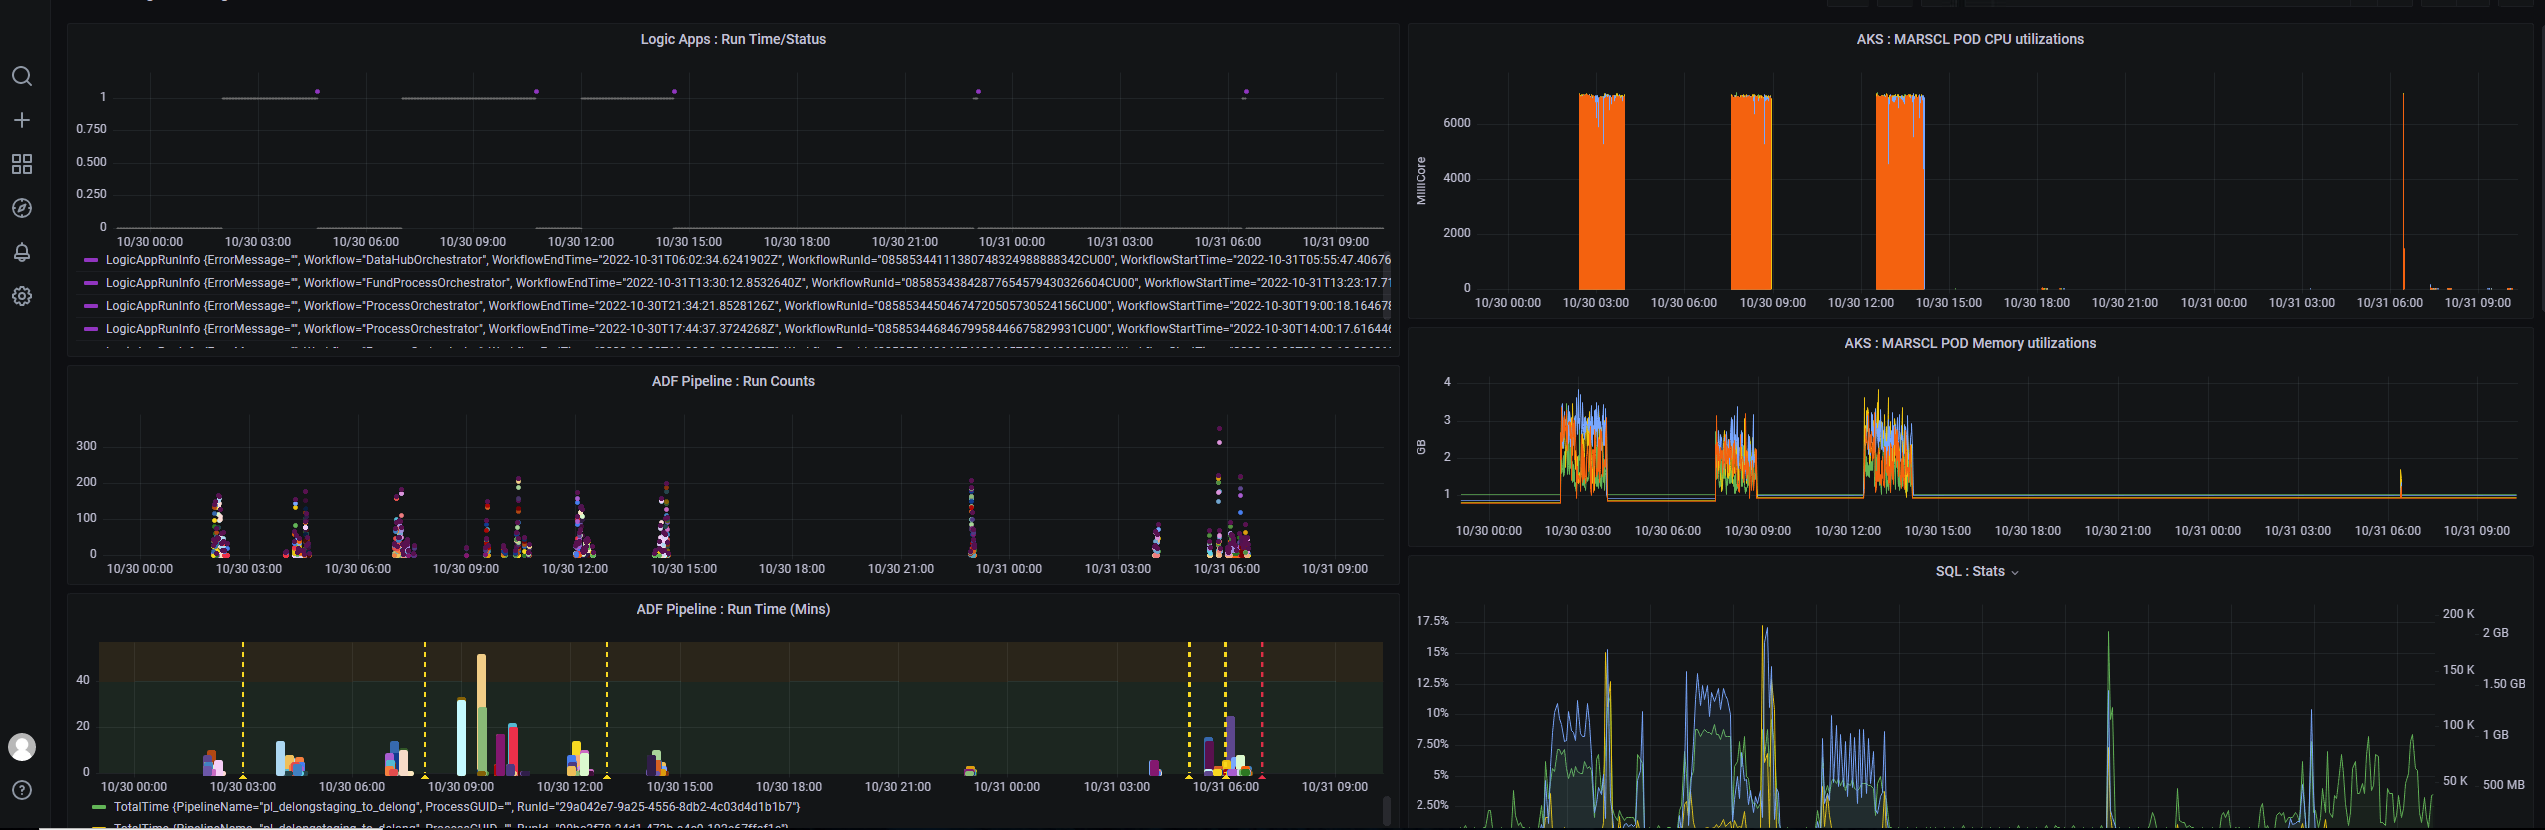 Logic Apps : Run Time/Status
1
0.750
0.500
0.250
0
10/30 00:00 10/30 03:00 10/30 06:00 10/30 09:00 10/30 12:00 10/30 15:00 10/30 18:00 10/30 21:00 10/31 00:00 10/31 03:00 10/31 06:00 10/31 09:00
LogicAppRunInfo {ErrorMessage="", Workflow="DataHubOrchestrator", WorkflowEndTime="2022-10-31T06:02:34.6241902Z", WorkflowRunId="08585344111380748324988888342CU00", WorkflowStartTime="2022-10-31T05:55:47.40676
LogicAppRunInfo {ErrorMessage="", Workflow="FundProcessOrchestrator", WorkflowEndTime="2022-10-31T13:30:12.8532640Z", WorkflowRunId="08585343842877654579430326604CU00", WorkflowStartTime="2022-10-31T13:23:17.71
LogicAppRunInfo {ErrorMessage="", Workflow="ProcessOrchestrator", WorkflowEndTime="2022-10-30T21:34:21.8528126Z", WorkflowRunId="08585344504674720505730524156CU00", WorkflowStartTime="2022-10-30T19:00:18.164678
LogicAppRunInfo {ErrorMessage="", Workflow="ProcessOrchestrator", WorkflowEndTime="2022-10-30T17:44:37.3724268Z", WorkflowRunId="08585344684679958446675829931CU00", WorkflowStartTime="2022-10-30T14:00:17.616446
ADF Pipeline : Run Counts
300
200
100
0
10/30 00:00 10/30 03:00 10/30 06:00 10/30 09:00 10/30 12:00 10/30 15:00 10/30 18:00 10/30 21:00 10/31 00:00 10/31 03:00 10/31 06:00 10/31 09:00
ADF Pipeline : Run Time (Mins)
40
20
0
10/30 00:00 10/30 03:00 10/30 06:00 10/30 09:00 10/30 12:00 10/30 15:00 10/30 18:00 10/30 21:00 10/31 00:00 10/31 03:00 10/31 06:00 10/31 09:00
TotalTime {PipelineName="pl_delongstaging_to_delong", ProcessGUID="", RunId="29a042e7-9a25-4556-8db2-4c03d4d1b1b7"}
AKS : MARSCL POD CPU utilizations
MilliCore
6000
4000
2000
0
10/30 00:00 10/30 03:00 10/30 06:00 10/30 09:00 10/30 12:00 10/30 15:00 10/30 18:00 10/30 21:00 10/31 00:00 10/31 03:00 10/31 06:00 10/31 09:00
AKS : MARSCL POD Memory utilizations
GB
4
3
2
1
10/30 00:00 10/30 03:00 10/30 06:00 10/30 09:00 10/30 12:00 10/30 15:00 10/30 18:00 10/30 21:00 10/31 00:00 10/31 03:00 10/31 06:00 10/31 09:00
SQL : Stats
17.5%
15%
12.5%
10%
7.50%
5%
2.50%
200 K
150 K
100 K
50 K
2 GB
1.50 GB
1 GB
500 MB